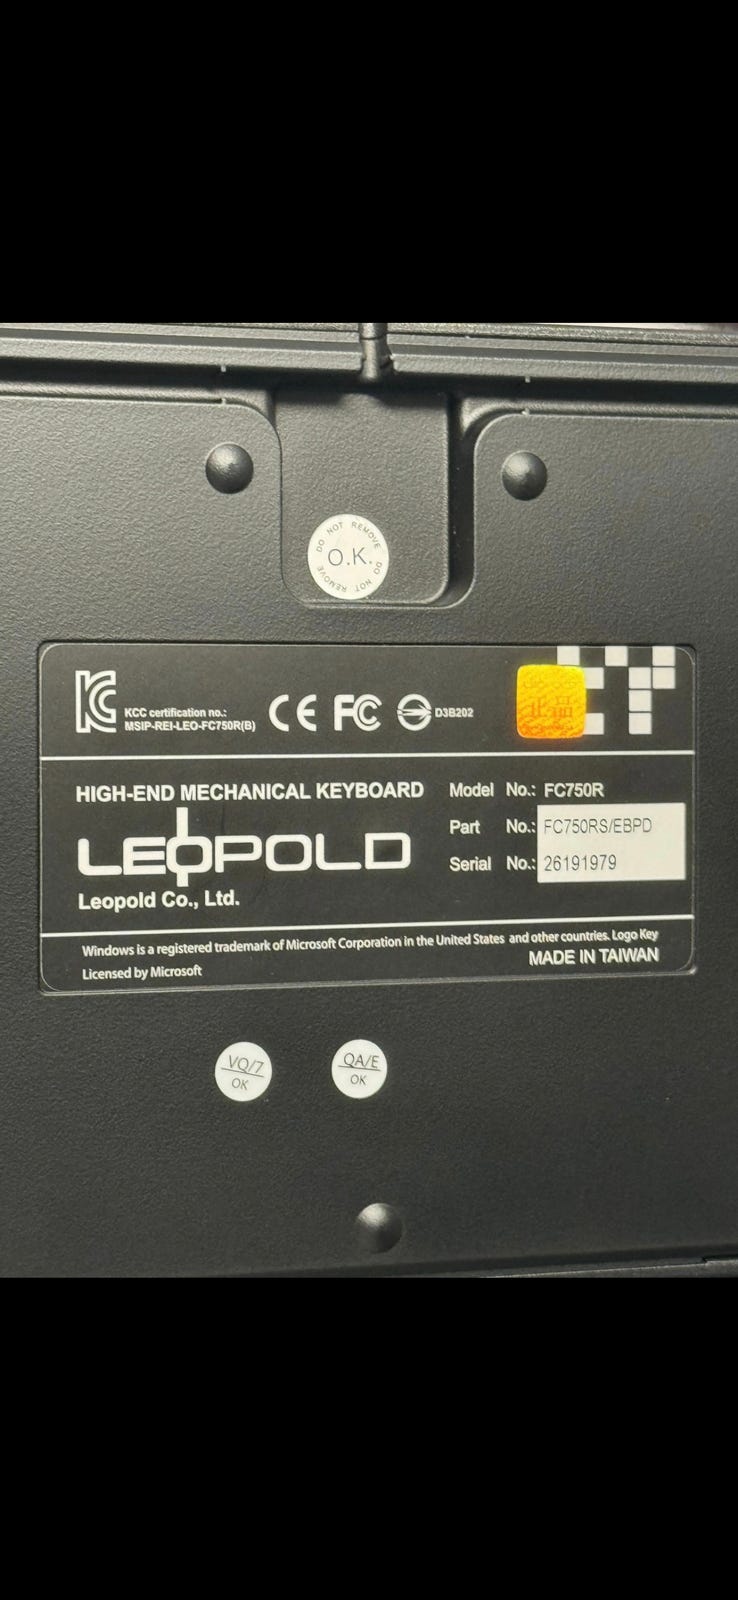 DO NOT REMOVE DO NOT REMOVE
O.K.
KCC certification no.:
MSIP-REI-LEO-FC750R(B)
CE FC D3B202
正品
HIGH-END MECHANICAL KEYBOARD
LEOPOLD
Leopold Co., Ltd.
Model No.: FC750R
Part No.: FC750RS/EBPD
Serial No.: 26191979
Windows is a registered trademark of Microsoft Corporation in the United States and other countries. Logo Key
Licensed by Microsoft
MADE IN TAIWAN
VQ/7
OK
QA/E
OK